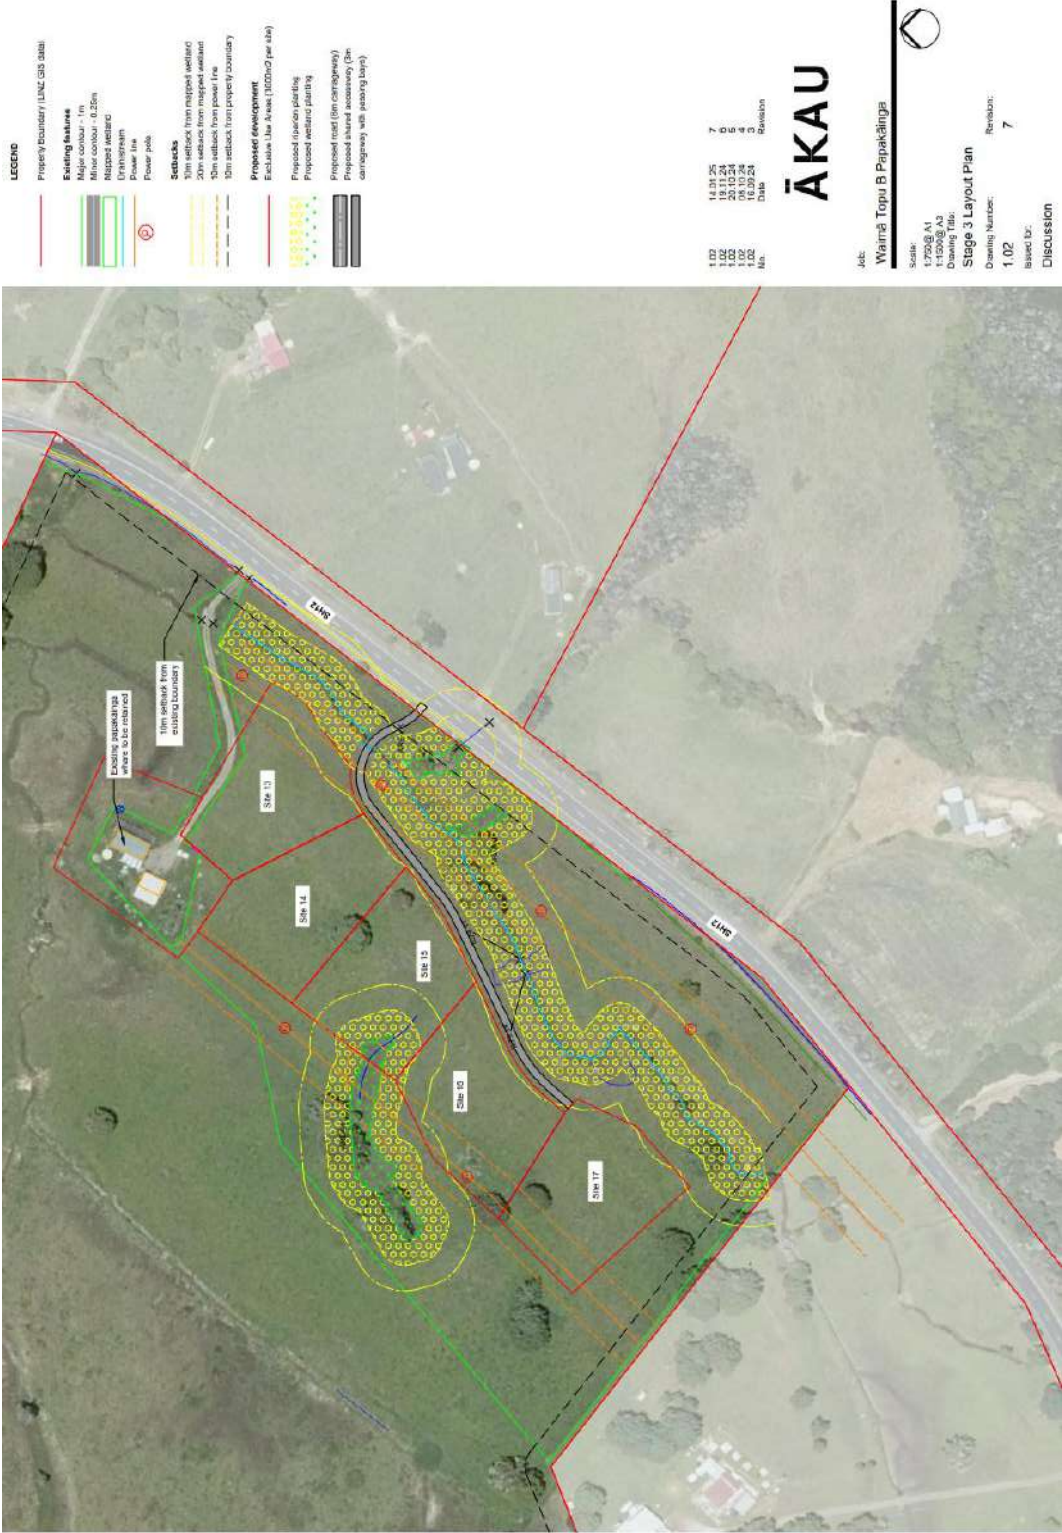 LEGEND
Property Boundary (LINZ GIS data)
Existing features
Major contour - 1m
Minor contour - 0.25m
Mapped wetland
Drain/stream
Power line
Power pole
P
Setbacks
10m setback from mapped wetland
20m setback from mapped wetland
10m setback from power line
10m setback from property boundary
Proposed development
Exclusive Use Areas (3000m2 per site)
Proposed riparian planting
Proposed wetland planting
Proposed road (6m carriageway)
Proposed shared accessway (3m
carriageway with passing bays)
1.02 14.01.25 7
1.02 19.11.24 6
1.02 20.10.24 5
1.02 08.10.24 4
1.02 16.09.24 3
No. Date Revision
ĀKAU
Job:
Waimā Topu B Papakāinga
Scale:
1:750@ A1
1:1500@ A3
Drawing Title:
Stage 3 Layout Plan
Drawing Number: Revision:
1.02 7
Issued for:
Discussion
Existing papakāinga
whare to be retained
10m setback from
existing boundary
SH12
Site 13
Site 14
Site 15
Site 16
Site 17
SH12